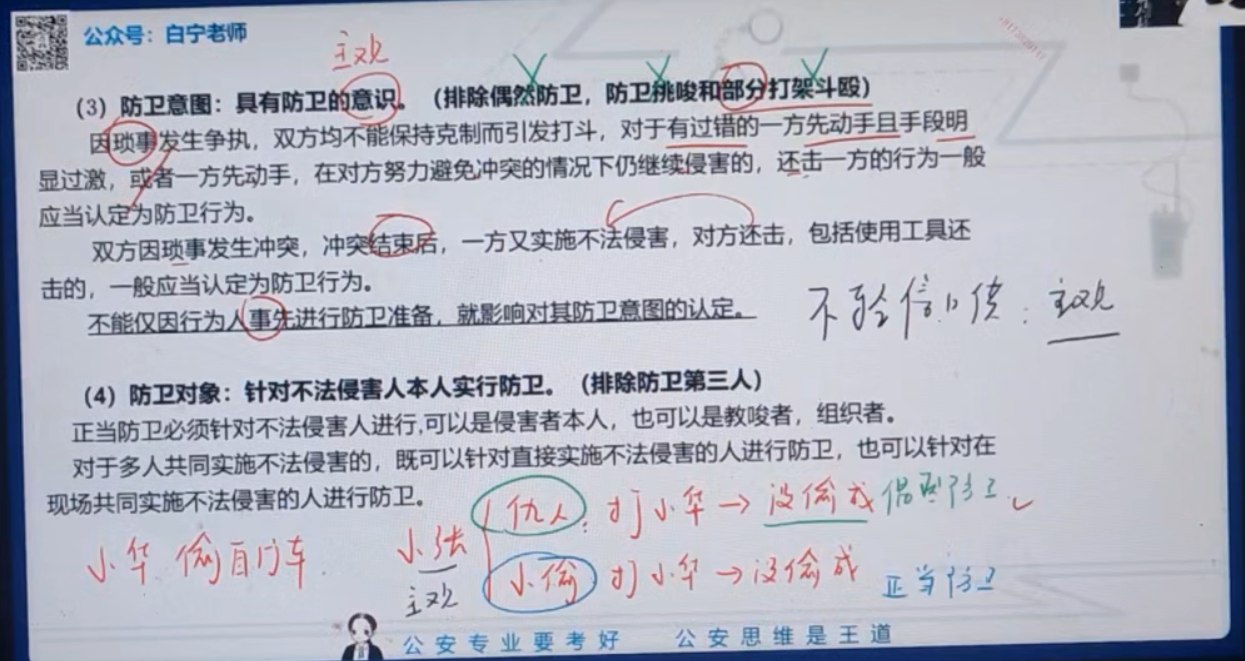 公众号：白宁老师
主观
（3）防卫意图：具有防卫的意识。（排除偶然防卫，防卫挑唆和部分打架斗殴）
因琐事发生争执，双方均不能保持克制而引发打斗，对于有过错的一方先动手且手段明
显过激，或者一方先动手，在对方努力避免冲突的情况下仍继续侵害的，还击一方的行为一般
应当认定为防卫行为。
双方因琐事发生冲突，冲突结束后，一方又实施不法侵害，对方还击，包括使用工具还
击的，一般应当认定为防卫行为。
不能仅因行为人事先进行防卫准备，就影响对其防卫意图的认定。
不轻信口供：主观
（4）防卫对象：针对不法侵害人本人实行防卫。（排除防卫第三人）
正当防卫必须针对不法侵害人进行,可以是侵害者本人，也可以是教唆者，组织者。
对于多人共同实施不法侵害的，既可以针对直接实施不法侵害的人进行防卫，也可以针对在
现场共同实施不法侵害的人进行防卫。
仇人：打小华→没偷成 偶然防卫
小华 偷自行车 小张
小偷 打小华→没偷成 正当防卫
主观
公安专业要考好 公安思维是王道